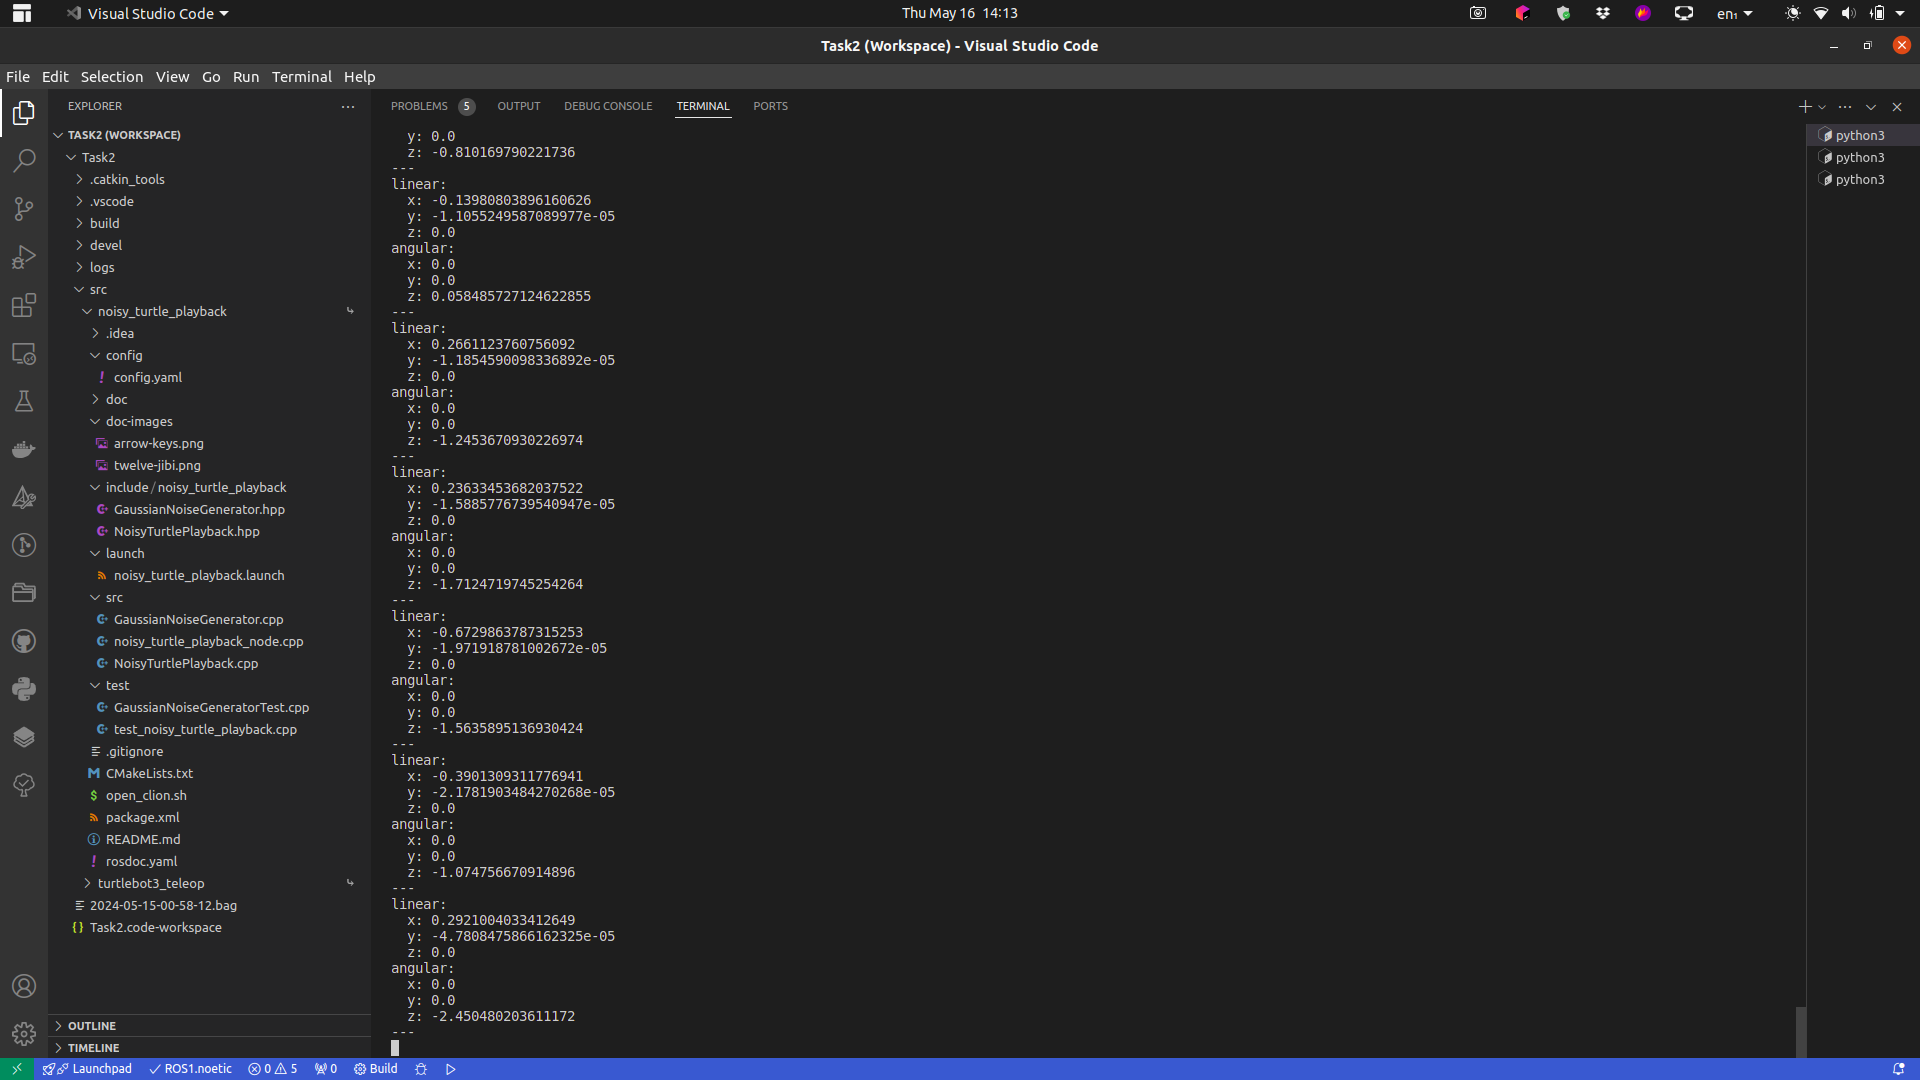 Visual Studio Code
Thu May 16 14:13
en₁
Task2 (Workspace) - Visual Studio Code
File Edit Selection View Go Run Terminal Help
EXPLORER
TASK2 (WORKSPACE)
Task2
.catkin_tools
.vscode
build
devel
logs
src
noisy_turtle_playback
.idea
config
config.yaml
doc
doc-images
arrow-keys.png
twelve-jibi.png
include/noisy_turtle_playback
GaussianNoiseGenerator.hpp
NoisyTurtlePlayback.hpp
launch
noisy_turtle_playback.launch
src
GaussianNoiseGenerator.cpp
noisy_turtle_playback_node.cpp
NoisyTurtlePlayback.cpp
test
GaussianNoiseGeneratorTest.cpp
test_noisy_turtle_playback.cpp
.gitignore
CMakeLists.txt
open_clion.sh
package.xml
README.md
rosdoc.yaml
turtlebot3_teleop
2024-05-15-00-58-12.bag
Task2.code-workspace
OUTLINE
TIMELINE
PROBLEMS 5 OUTPUT DEBUG CONSOLE TERMINAL PORTS
y: 0.0
z: -0.810169790221736
---
linear:
x: -0.13980803896160626
y: -1.1055249587089977e-05
z: 0.0
angular:
x: 0.0
y: 0.0
z: 0.058485727124622855
---
linear:
x: 0.2661123760756092
y: -1.1854590098336892e-05
z: 0.0
angular:
x: 0.0
y: 0.0
z: -1.2453670930226974
---
linear:
x: 0.23633453682037522
y: -1.5885776739540947e-05
z: 0.0
angular:
x: 0.0
y: 0.0
z: -1.7124719745254264
---
linear:
x: -0.6729863787315253
y: -1.971918781002672e-05
z: 0.0
angular:
x: 0.0
y: 0.0
z: -1.5635895136930424
---
linear:
x: -0.3901309311776941
y: -2.1781903484270268e-05
z: 0.0
angular:
x: 0.0
y: 0.0
z: -1.074756670914896
---
linear:
x: 0.2921004033412649
y: -4.7808475866162325e-05
z: 0.0
angular:
x: 0.0
y: 0.0
z: -2.450480203611172
---
python3
python3
python3
Launchpad ROS1.noetic 0 5 0 Build